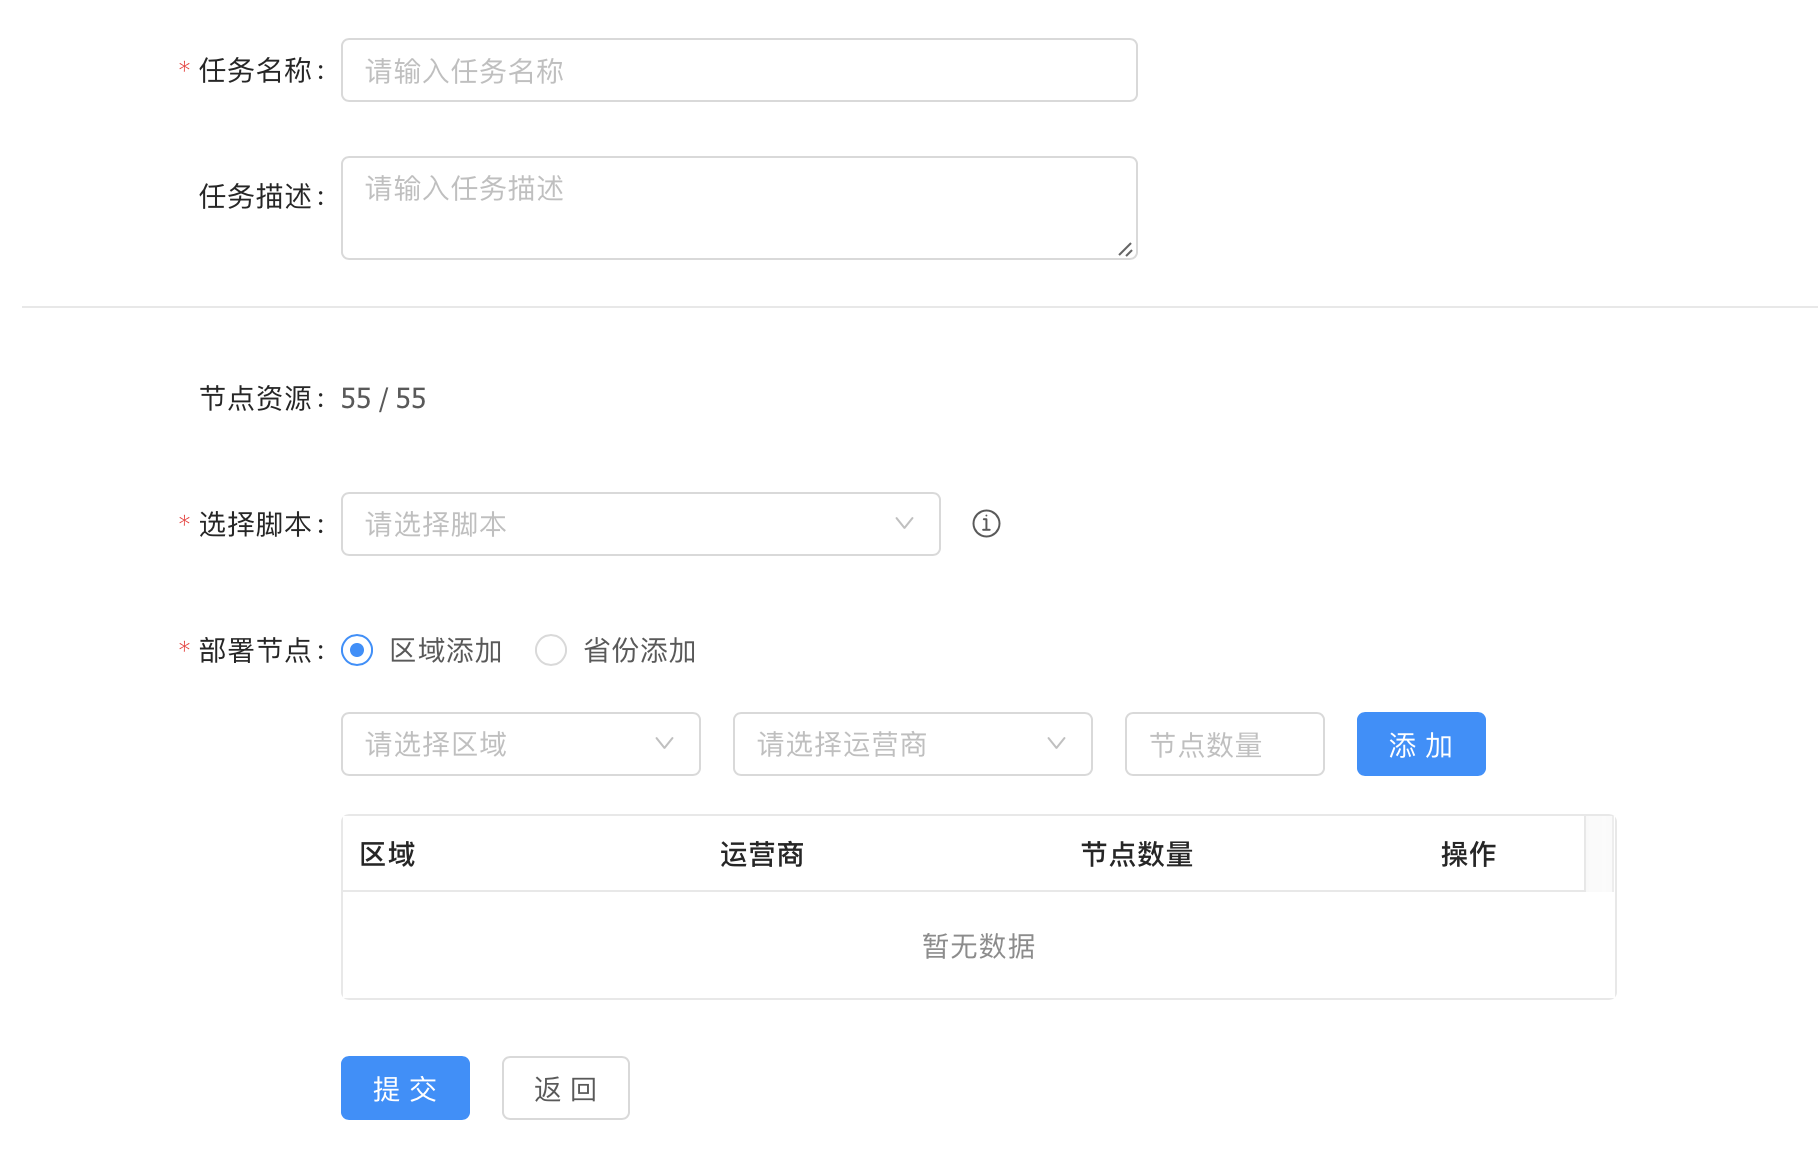 * 任务名称: 请输入任务名称
任务描述: 请输入任务描述
节点资源: 55 / 55
* 选择脚本: 请选择脚本
* 部署节点: 区域添加 省份添加
请选择区域 请选择运营商 节点数量 添加
区域 运营商 节点数量 操作
暂无数据
提交 返回